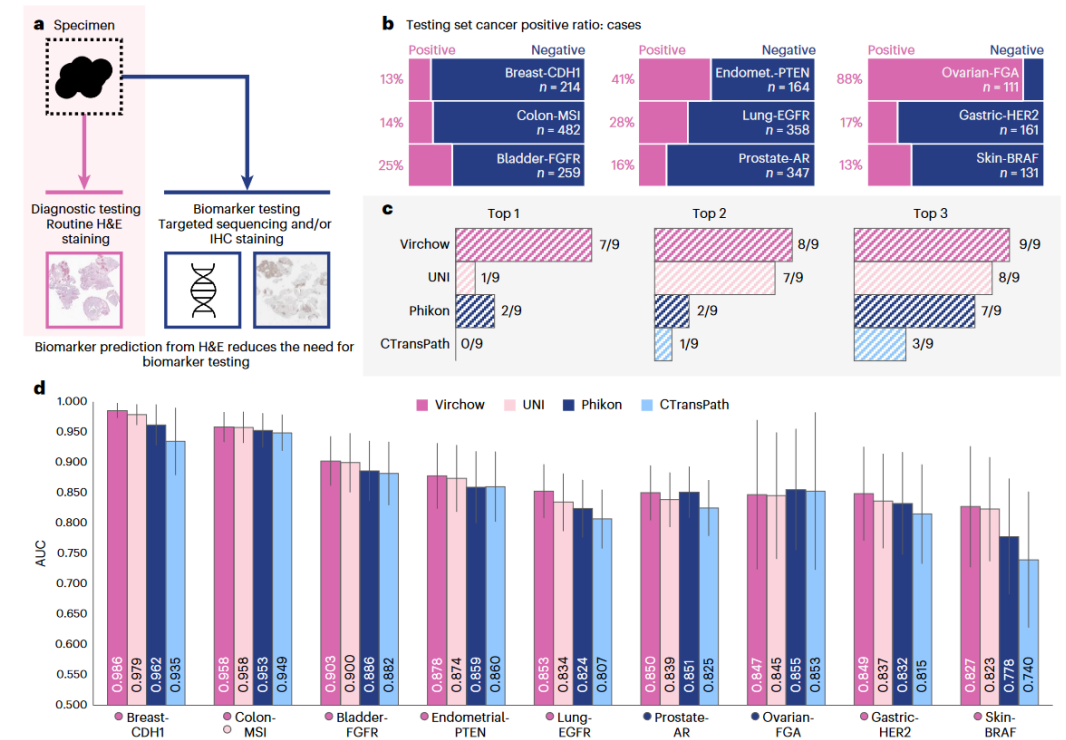 a Specimen
Diagnostic testing
Routine H&E
staining
Biomarker testing
Targeted sequencing and/or
IHC staining
Biomarker prediction from H&E reduces the need for
biomarker testing
b Testing set cancer positive ratio: cases
Positive Negative
13% Breast-CDH1
n = 214
14% Colon-MSI
n = 482
25% Bladder-FGFR
n = 259
Positive Negative
41% Endomet.-PTEN
n = 164
28% Lung-EGFR
n = 358
16% Prostate-AR
n = 347
Positive Negative
88% Ovarian-FGA
n = 111
17% Gastric-HER2
n = 161
13% Skin-BRAF
n = 131
c
Top 1 Top 2 Top 3
Virchow 7/9 8/9 9/9
UNI 1/9 7/9 8/9
Phikon 2/9 2/9 7/9
CTransPath 0/9 1/9 3/9
d
Virchow UNI Phikon CTransPath
AUC
1.000
0.950
0.900
0.850
0.800
0.750
0.700
0.650
0.600
0.550
0.500
0.986 0.979 0.962 0.935
0.958 0.958 0.953 0.949
0.903 0.900 0.886 0.882
0.878 0.874 0.859 0.860
0.853 0.834 0.824 0.807
0.850 0.839 0.851 0.825
0.847 0.845 0.855 0.853
0.849 0.837 0.832 0.815
0.827 0.823 0.778 0.740
Breast-
CDH1
Colon-
MSI
Bladder-
FGFR
Endometrial-
PTEN
Lung-
EGFR
Prostate-
AR
Ovarian-
FGA
Gastric-
HER2
Skin-
BRAF